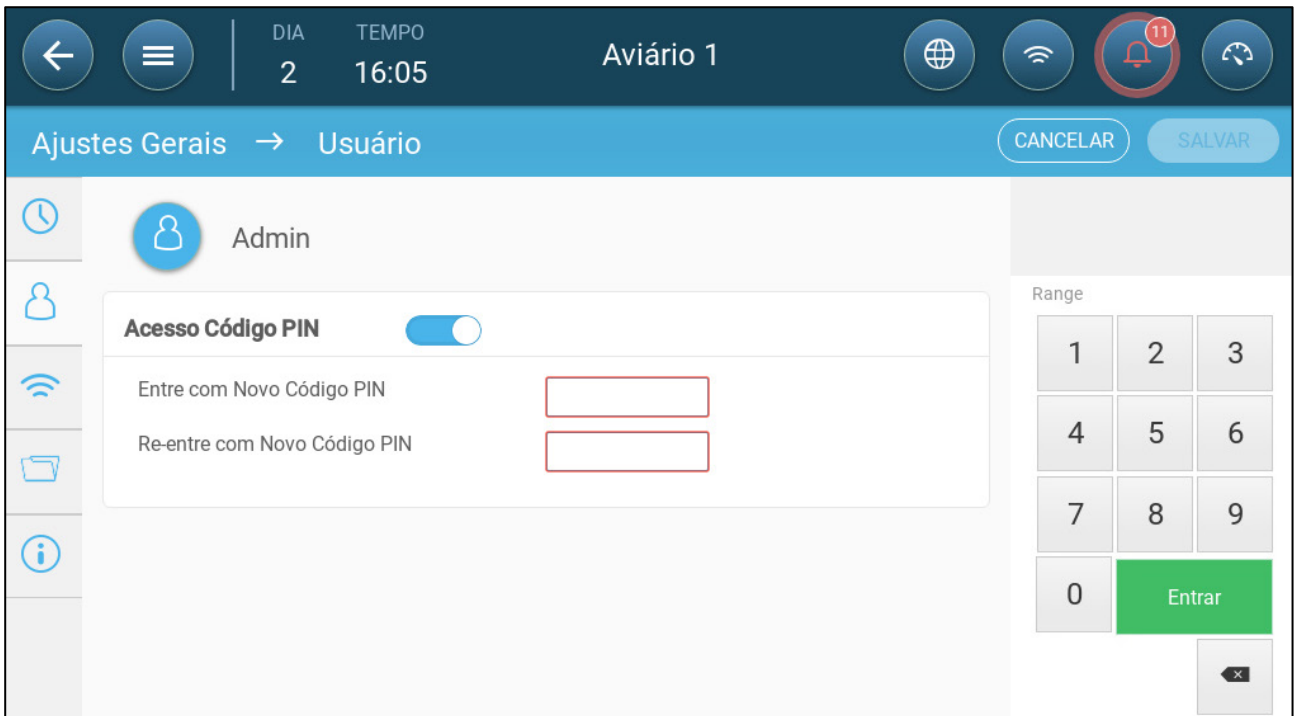 DIA TEMPO
2 16:05 Aviário 1 11
Ajustes Gerais → Usuário CANCELAR SALVAR
Admin
Acesso Código PIN
Entre com Novo Código PIN
Re-entre com Novo Código PIN
Range
1 2 3
4 5 6
7 8 9
0 Entrar